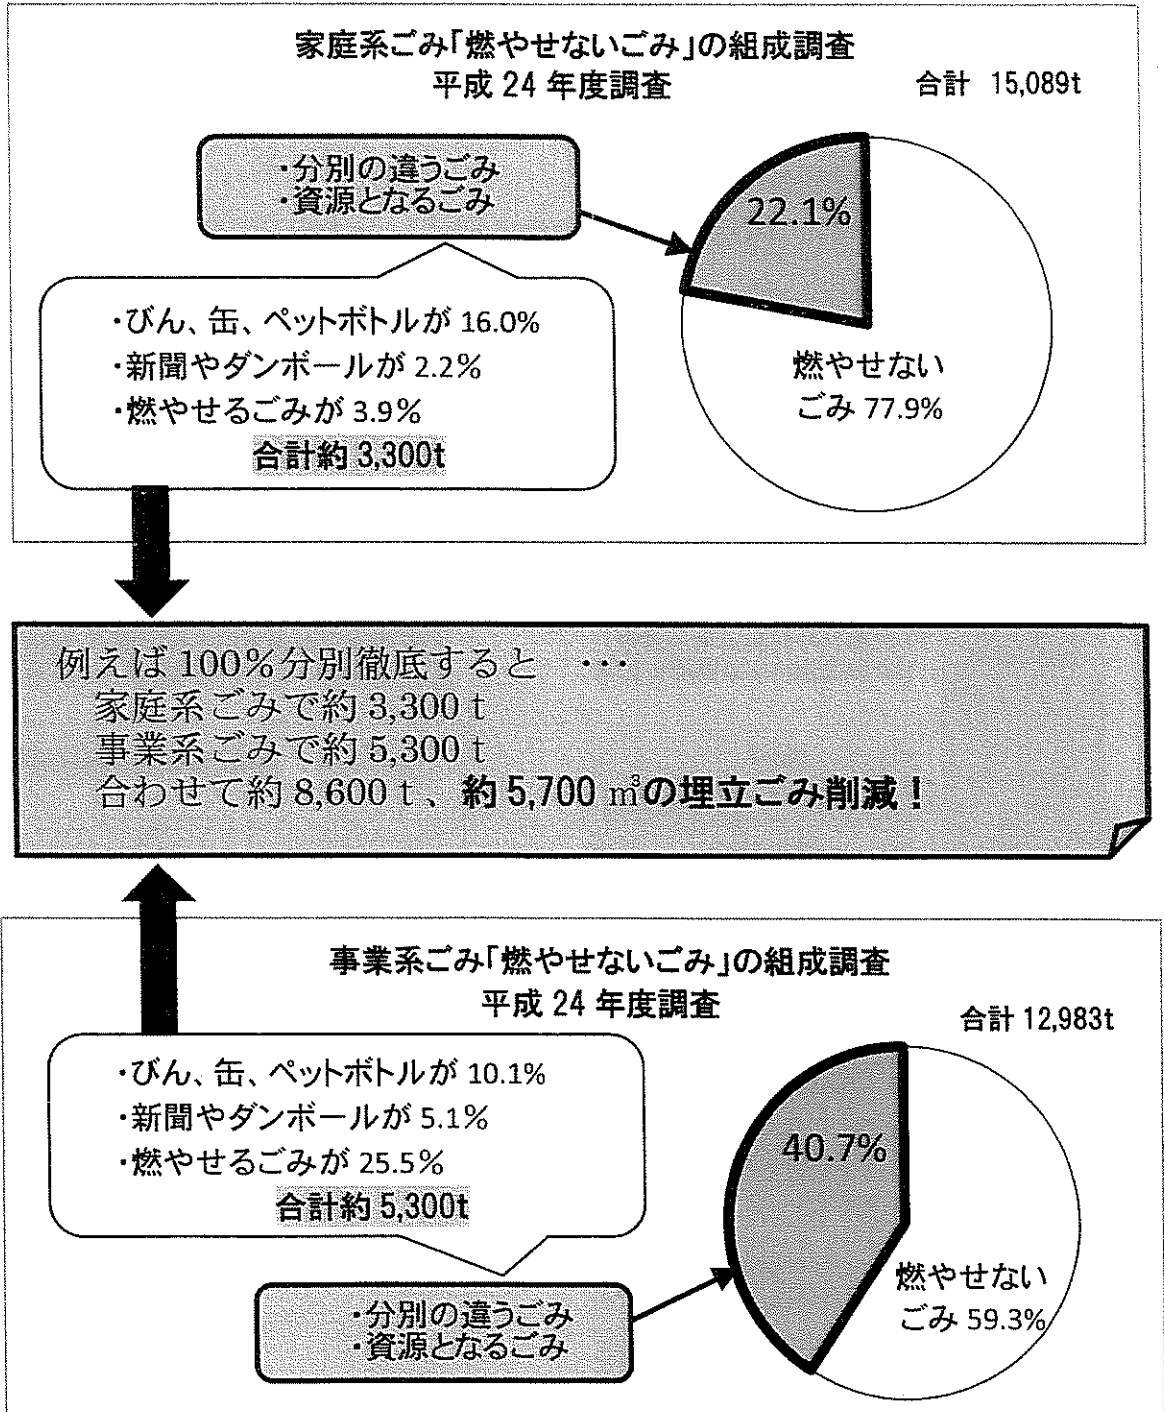 家庭系ごみ「燃やせないごみ」の組成調査
平成 24 年度調査
合計 15,089t
・分別の違うごみ
・資源となるごみ
22.1%
・びん、缶、ペットボトルが 16.0%
・新聞やダンボールが 2.2%
・燃やせるごみが 3.9%
合計約 3,300t
燃やせない
ごみ 77.9%
例えば 100%分別徹底すると ・・・
家庭系ごみで約 3,300 t
事業系ごみで約 5,300 t
合わせて約 8,600 t 、約 5,700 ㎥の埋立ごみ削減！
事業系ごみ「燃やせないごみ」の組成調査
平成 24 年度調査
合計 12,983t
・びん、缶、ペットボトルが 10.1%
・新聞やダンボールが 5.1%
・燃やせるごみが 25.5%
合計約 5,300t
40.7%
燃やせない
ごみ 59.3%
・分別の違うごみ
・資源となるごみ